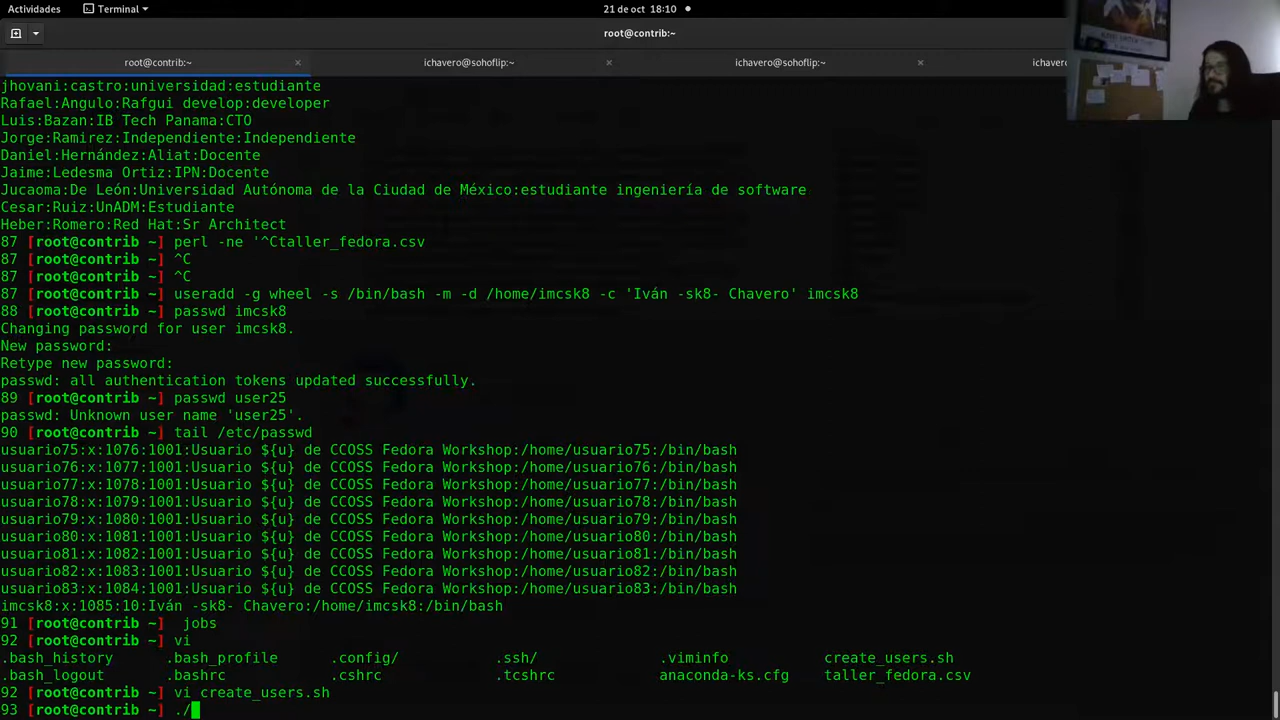 Actividades
Terminal
21 de oct 18:10
root@contrib:~
root@contrib:~
ichavero@sohoflip:~
ichavero@sohoflip:~
ichavero
jhovani:castro:universidad:estudiante
Rafael:Angulo:Rafgui develop:developer
Luis:Bazan:IB Tech Panama:CTO
Jorge:Ramirez:Independiente:Independiente
Daniel:Hernández:Aliat:Docente
Jaime:Ledesma Ortiz:IPN:Docente
Jucaoma:De León:Universidad Autónoma de la Ciudad de México:estudiante ingeniería de software
Cesar:Ruiz:UnADM:Estudiante
Heber:Romero:Red Hat:Sr Architect
87 [root@contrib ~] perl -ne '^Ctaller_fedora.csv
87 [root@contrib ~] ^C
87 [root@contrib ~] ^C
87 [root@contrib ~] useradd -g wheel -s /bin/bash -m -d /home/imcsk8 -c 'Iván -sk8- Chavero' imcsk8
88 [root@contrib ~] passwd imcsk8
Changing password for user imcsk8.
New password:
Retype new password:
passwd: all authentication tokens updated successfully.
89 [root@contrib ~] passwd user25
passwd: Unknown user name 'user25'.
90 [root@contrib ~] tail /etc/passwd
usuario75:x:1076:1001:Usuario ${u} de CCOSS Fedora Workshop:/home/usuario75:/bin/bash
usuario76:x:1077:1001:Usuario ${u} de CCOSS Fedora Workshop:/home/usuario76:/bin/bash
usuario77:x:1078:1001:Usuario ${u} de CCOSS Fedora Workshop:/home/usuario77:/bin/bash
usuario78:x:1079:1001:Usuario ${u} de CCOSS Fedora Workshop:/home/usuario78:/bin/bash
usuario79:x:1080:1001:Usuario ${u} de CCOSS Fedora Workshop:/home/usuario79:/bin/bash
usuario80:x:1081:1001:Usuario ${u} de CCOSS Fedora Workshop:/home/usuario80:/bin/bash
usuario81:x:1082:1001:Usuario ${u} de CCOSS Fedora Workshop:/home/usuario81:/bin/bash
usuario82:x:1083:1001:Usuario ${u} de CCOSS Fedora Workshop:/home/usuario82:/bin/bash
usuario83:x:1084:1001:Usuario ${u} de CCOSS Fedora Workshop:/home/usuario83:/bin/bash
imcsk8:x:1085:10:Iván -sk8- Chavero:/home/imcsk8:/bin/bash
91 [root@contrib ~]  jobs
92 [root@contrib ~] vi
.bash_history .bash_profile .config/ .ssh/ .viminfo create_users.sh
.bash_logout .bashrc .cshrc .tcshrc anaconda-ks.cfg taller_fedora.csv
92 [root@contrib ~] vi create_users.sh
93 [root@contrib ~] ./